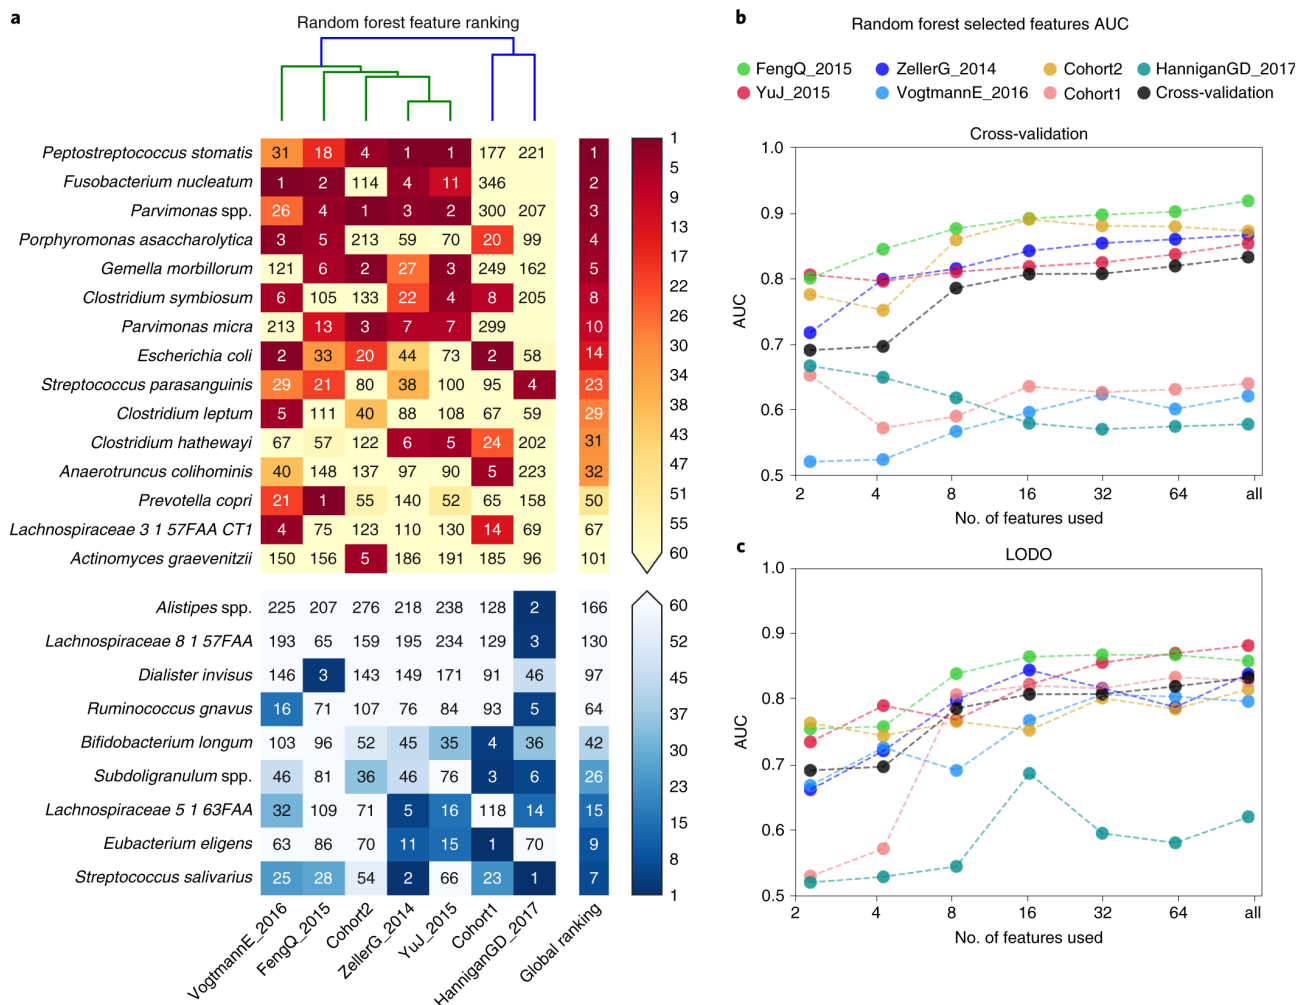 a
Random forest feature ranking
Peptostreptococcus stomatis 31 18 4 1 1 177 221 1
Fusobacterium nucleatum 1 2 114 4 11 346 2
Parvimonas spp. 26 4 1 3 2 300 207 3
Porphyromonas asaccharolytica 3 5 213 59 70 20 99 4
Gemella morbillorum 121 6 2 27 3 249 162 5
Clostridium symbiosum 6 105 133 22 4 8 205 8
Parvimonas micra 213 13 3 7 7 299 10
Escherichia coli 2 33 20 44 73 2 58 14
Streptococcus parasanguinis 29 21 80 38 100 95 4 23
Clostridium leptum 5 111 40 88 108 67 59 29
Clostridium hathewayi 67 57 122 6 5 24 202 31
Anaerotruncus colihominis 40 148 137 97 90 5 223 32
Prevotella copri 21 1 55 140 52 65 158 50
Lachnospiraceae 3 1 57FAA CT1 4 75 123 110 130 14 69 67
Actinomyces graevenitzii 150 156 5 186 191 185 96 101
1
5
9
13
17
22
26
30
34
38
43
47
51
55
60
Alistipes spp. 225 207 276 218 238 128 2 166
Lachnospiraceae 8 1 57FAA 193 65 159 195 234 129 3 130
Dialister invisus 146 3 143 149 171 91 46 97
Ruminococcus gnavus 16 71 107 76 84 93 5 64
Bifidobacterium longum 103 96 52 45 35 4 36 42
Subdoligranulum spp. 46 81 36 46 76 3 6 26
Lachnospiraceae 5 1 63FAA 32 109 71 5 16 118 14 15
Eubacterium eligens 63 86 70 11 15 1 70 9
Streptococcus salivarius 25 28 54 2 66 23 1 7
60
52
45
37
30
23
15
8
1
VogtmannE_2016
FengQ_2015
Cohort2
ZellerG_2014
YuJ_2015
Cohort1
HanniganGD_2017
Global ranking
b
Random forest selected features AUC
FengQ_2015 ZellerG_2014 Cohort2 HanniganGD_2017
YuJ_2015 VogtmannE_2016 Cohort1 Cross-validation
Cross-validation
1.0
0.9
0.8
0.7
0.6
0.5
AUC
2 4 8 16 32 64 all
No. of features used
c
LODO
1.0
0.9
0.8
0.7
0.6
0.5
AUC
2 4 8 16 32 64 all
No. of features used